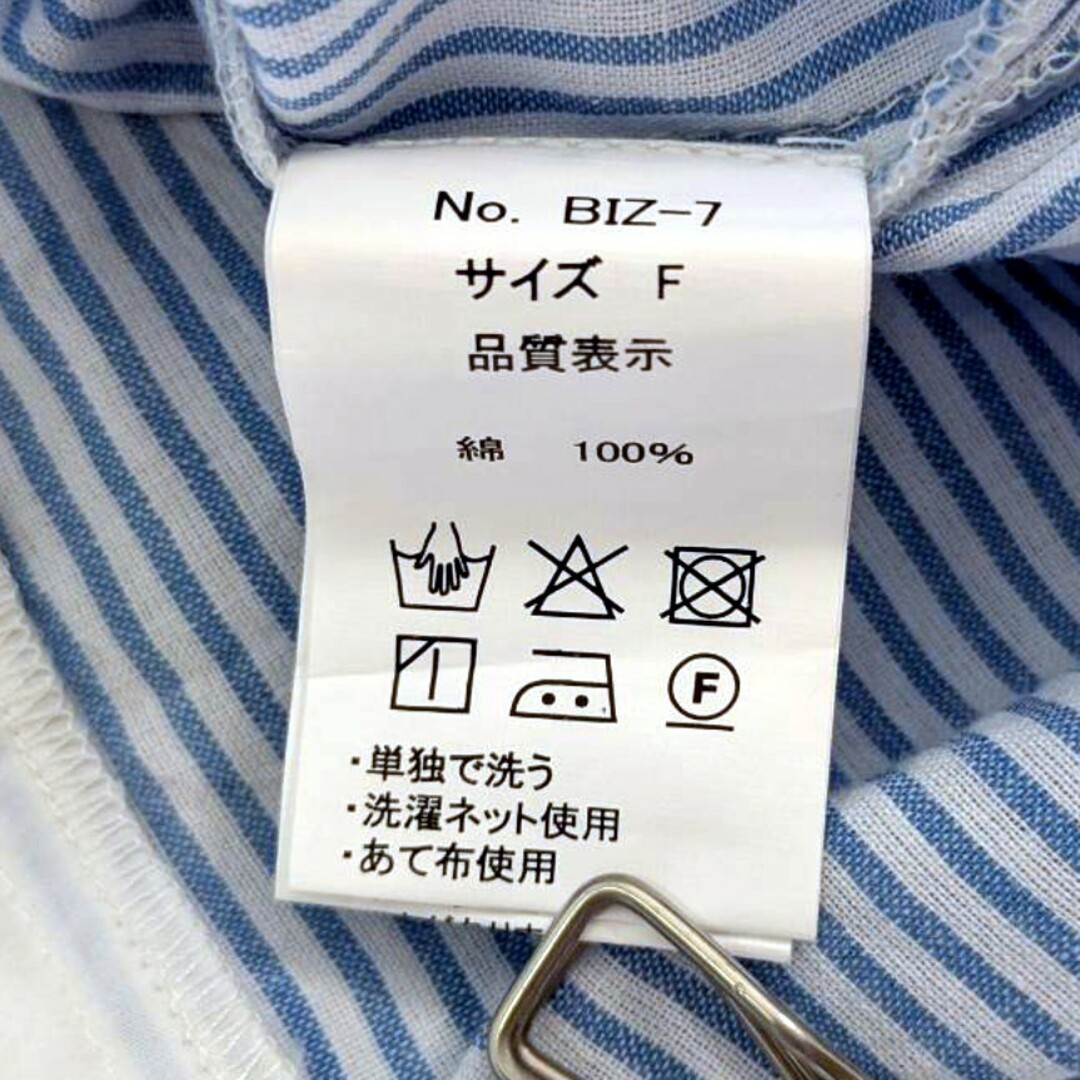 No. BIZ-7
サイズ F
品質表示
綿 100%
F
・単独で洗う
・洗濯ネット使用
・あて布使用